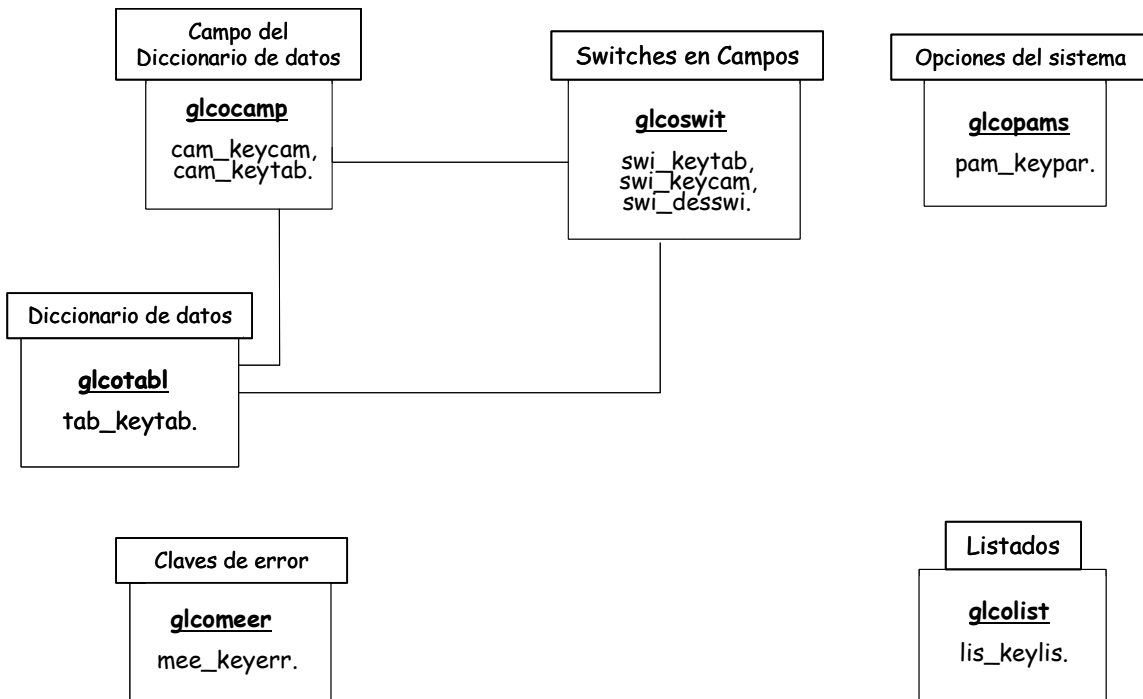 Campo del
Diccionario de datos
glcocamp
cam_keycam,
cam_keytab.
Switches en Campos
glcoswit
swi_keytab,
swi_keycam,
swi_desswi.
Opciones del sistema
glcopams
pam_keypar.
Diccionario de datos
glcotabl
tab_keytab.
Claves de error
glcomeer
mee_keyerr.
Listados
glcolist
lis_keylis.